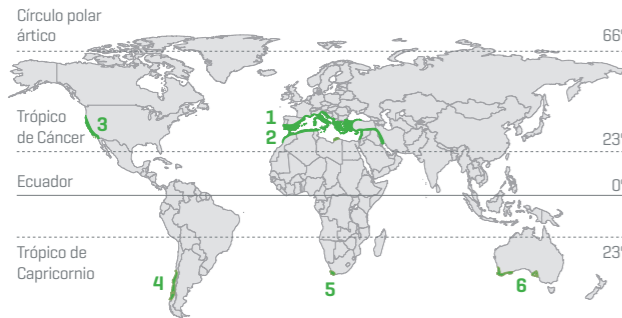 Círculo polar
ártico
66°
1
Trópico
de Cáncer
3
2
23°
Ecuador
0°
Trópico de
Capricornio
23°
4
5
6